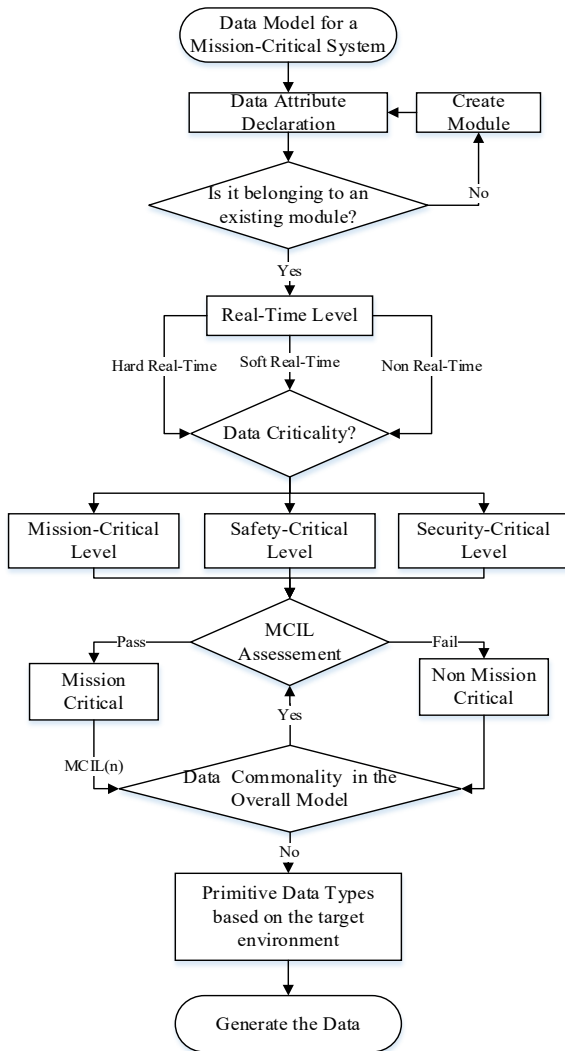 Data Model for a
Mission-Critical System
Data Attribute
Declaration
Create
Module
Is it belonging to an
existing module?
No
Yes
Real-Time Level
Hard Real-Time
Soft Real-Time
Non Real-Time
Data Criticality?
Mission-Critical
Level
Safety-Critical
Level
Security-Critical
Level
MCIL
Assessement
Pass
Fail
Mission
Critical
Non Mission
Critical
Yes
MCIL(n)
Data Commonality in the
Overall Model
No
Primitive Data Types
based on the target
environment
Generate the Data